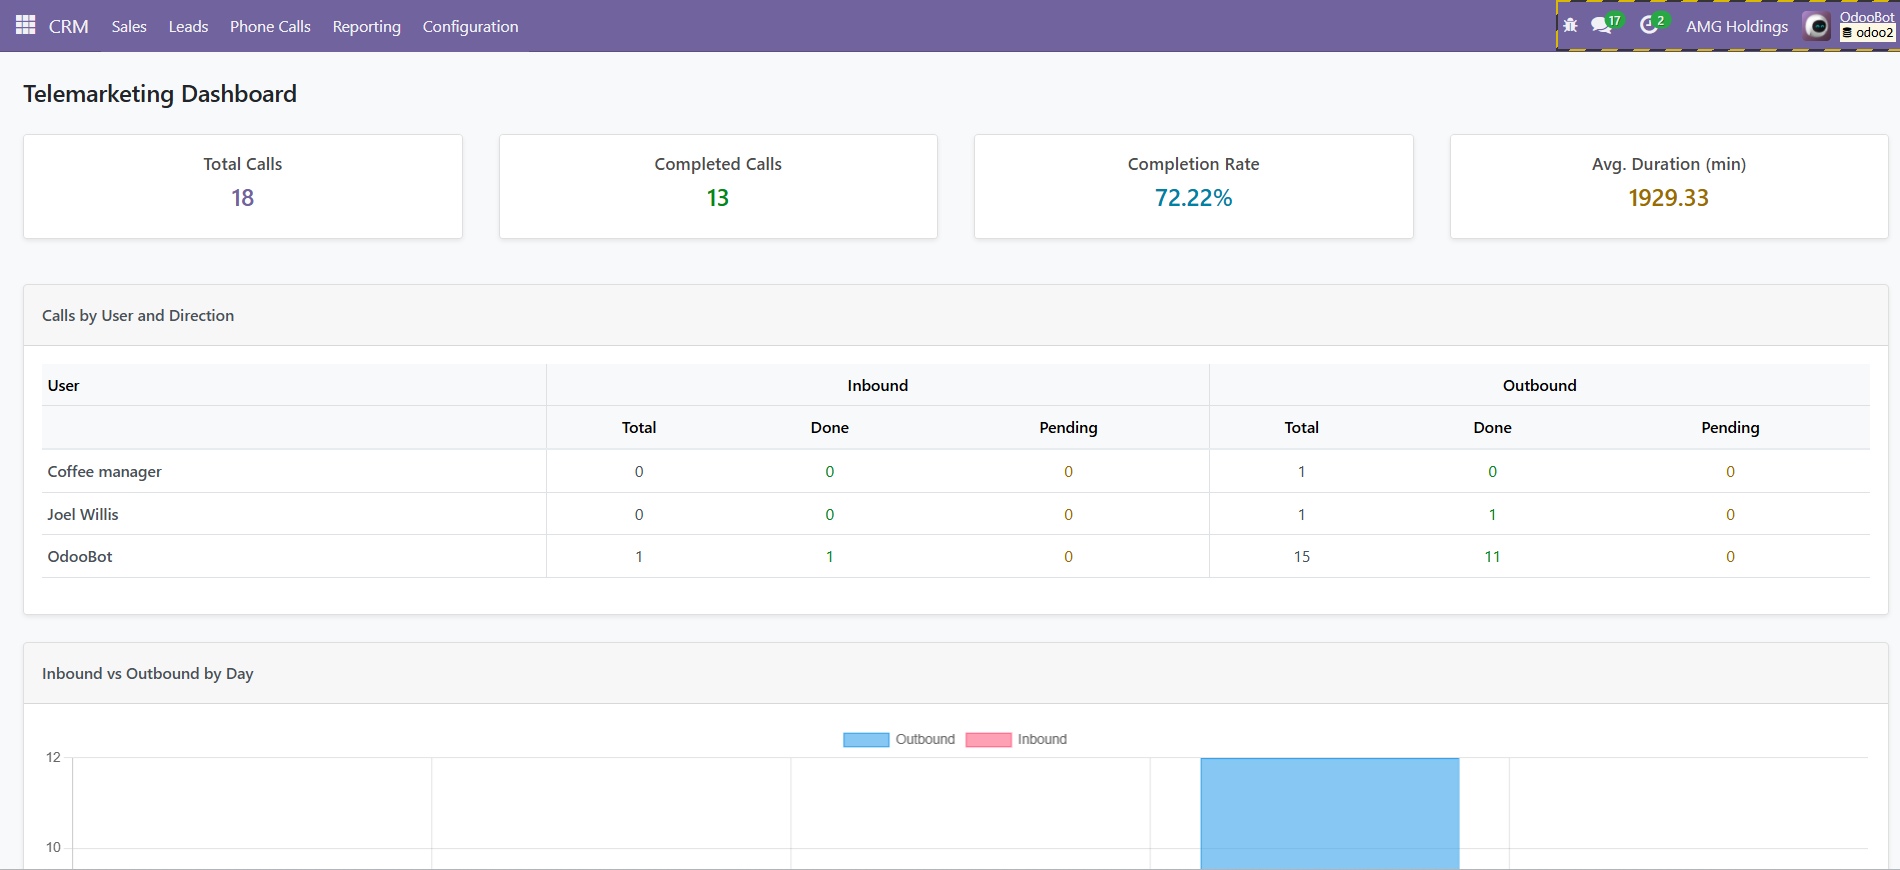 CRM Sales Leads Phone Calls Reporting Configuration 17 2 AMG Holdings OdooBot
odoo2
Telemarketing Dashboard
Total Calls Completed Calls Completion Rate Avg. Duration (min)
18 13 72.22% 1929.33
Calls by User and Direction
User Inbound Outbound
Total Done Pending Total Done Pending
Coffee manager 0 0 0 1 0 0
Joel Willis 0 0 0 1 1 0
OdooBot 1 1 0 15 11 0
Inbound vs Outbound by Day
Outbound Inbound
12
10